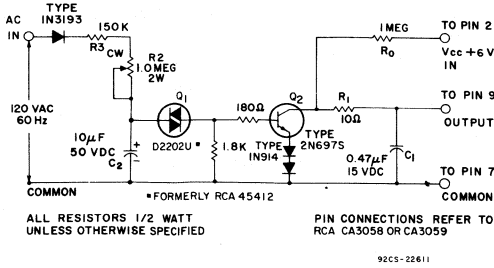 AC
IN
TYPE
1N3193
150K
R3
CW
R2
1.0 MEG
2W
120 VAC
60 Hz
10µF
50 VDC
C2
+
COMMON
Q1
D2202U*
1.8K
180Ω
Q2
TYPE
2N697S
TYPE
1N914
1 MEG
Ro
R1
10Ω
0.47µF
15 VDC
C1
TO PIN 2
Vcc +6 V
IN
TO PIN 9
OUTPUT
TO PIN 7
COMMON
*FORMERLY RCA 45412
ALL RESISTORS 1/2 WATT
UNLESS OTHERWISE SPECIFIED
PIN CONNECTIONS REFER TO
RCA CA3058 OR CA3059
92CS-22611